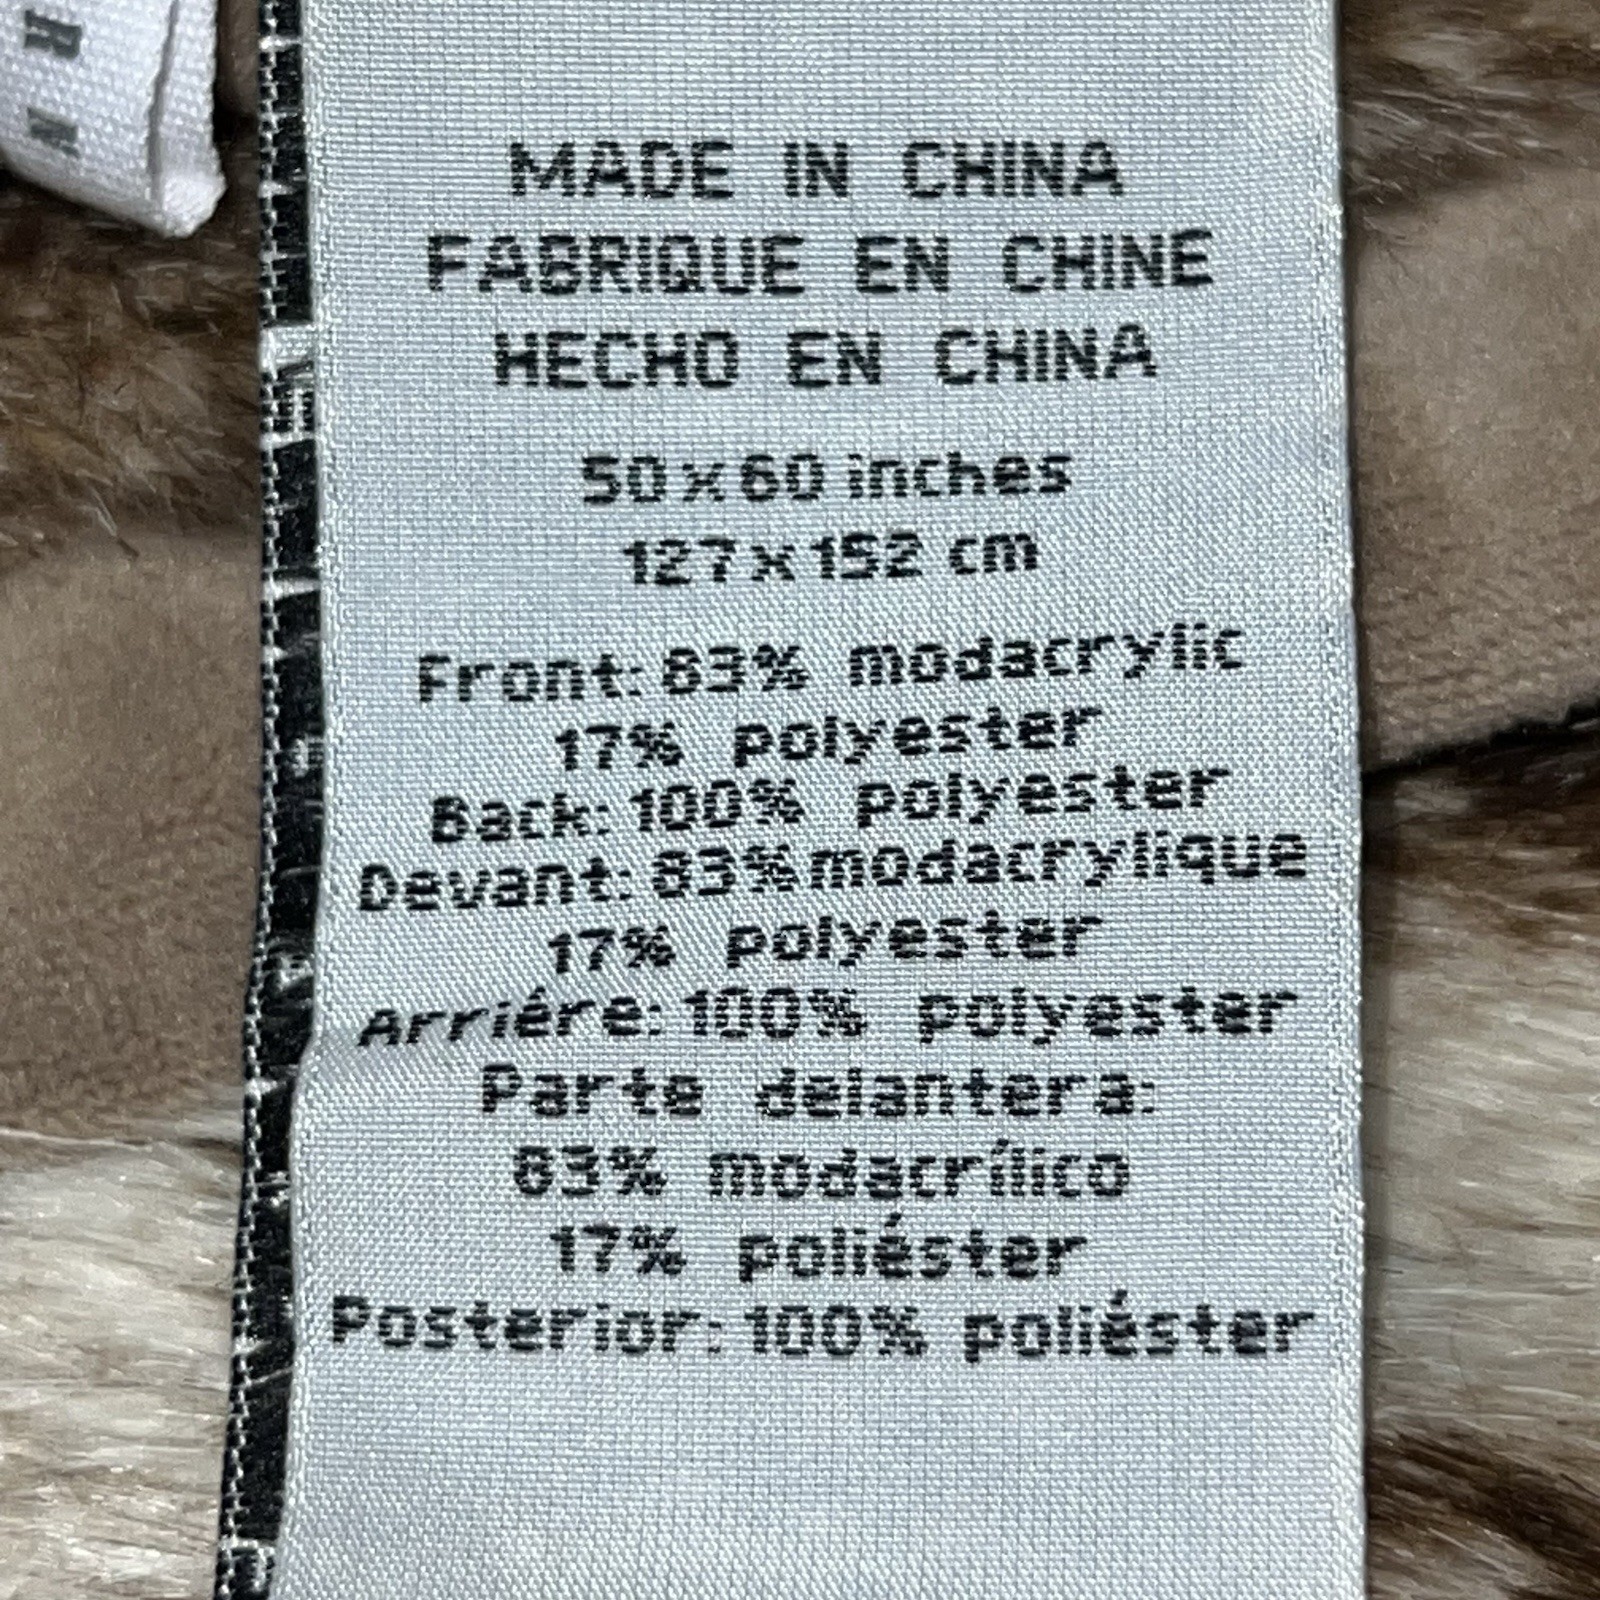 R N
MADE IN CHINA
FABRIQUE EN CHINE
HECHO EN CHINA
50 x 60 inches
127 x 152 cm
Front: 83% modacrylic
17% polyester
Back: 100% polyester
Devant: 83% modacrylique
17% polyester
Arriére: 100% polyester
Parte delantera:
83% modacrílico
17% poliéster
Posterior: 100% poliéster